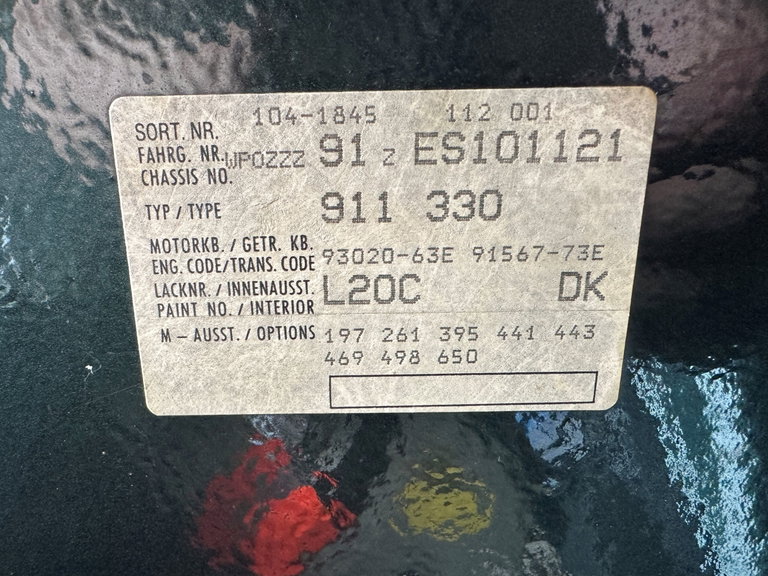 SORT. NR. 104-1845 112 001
FAHRG. NR. WP0ZZZ 91 Z ES101121
CHASSIS NO.
TYP / TYPE 911 330
MOTORKB. / GETR. KB. 93020-63E 91567-73E
ENG. CODE/TRANS. CODE
LACKNR. / INNENAUSST. L20C DK
PAINT NO. / INTERIOR
M – AUSST. / OPTIONS 197 261 395 441 443
469 498 650